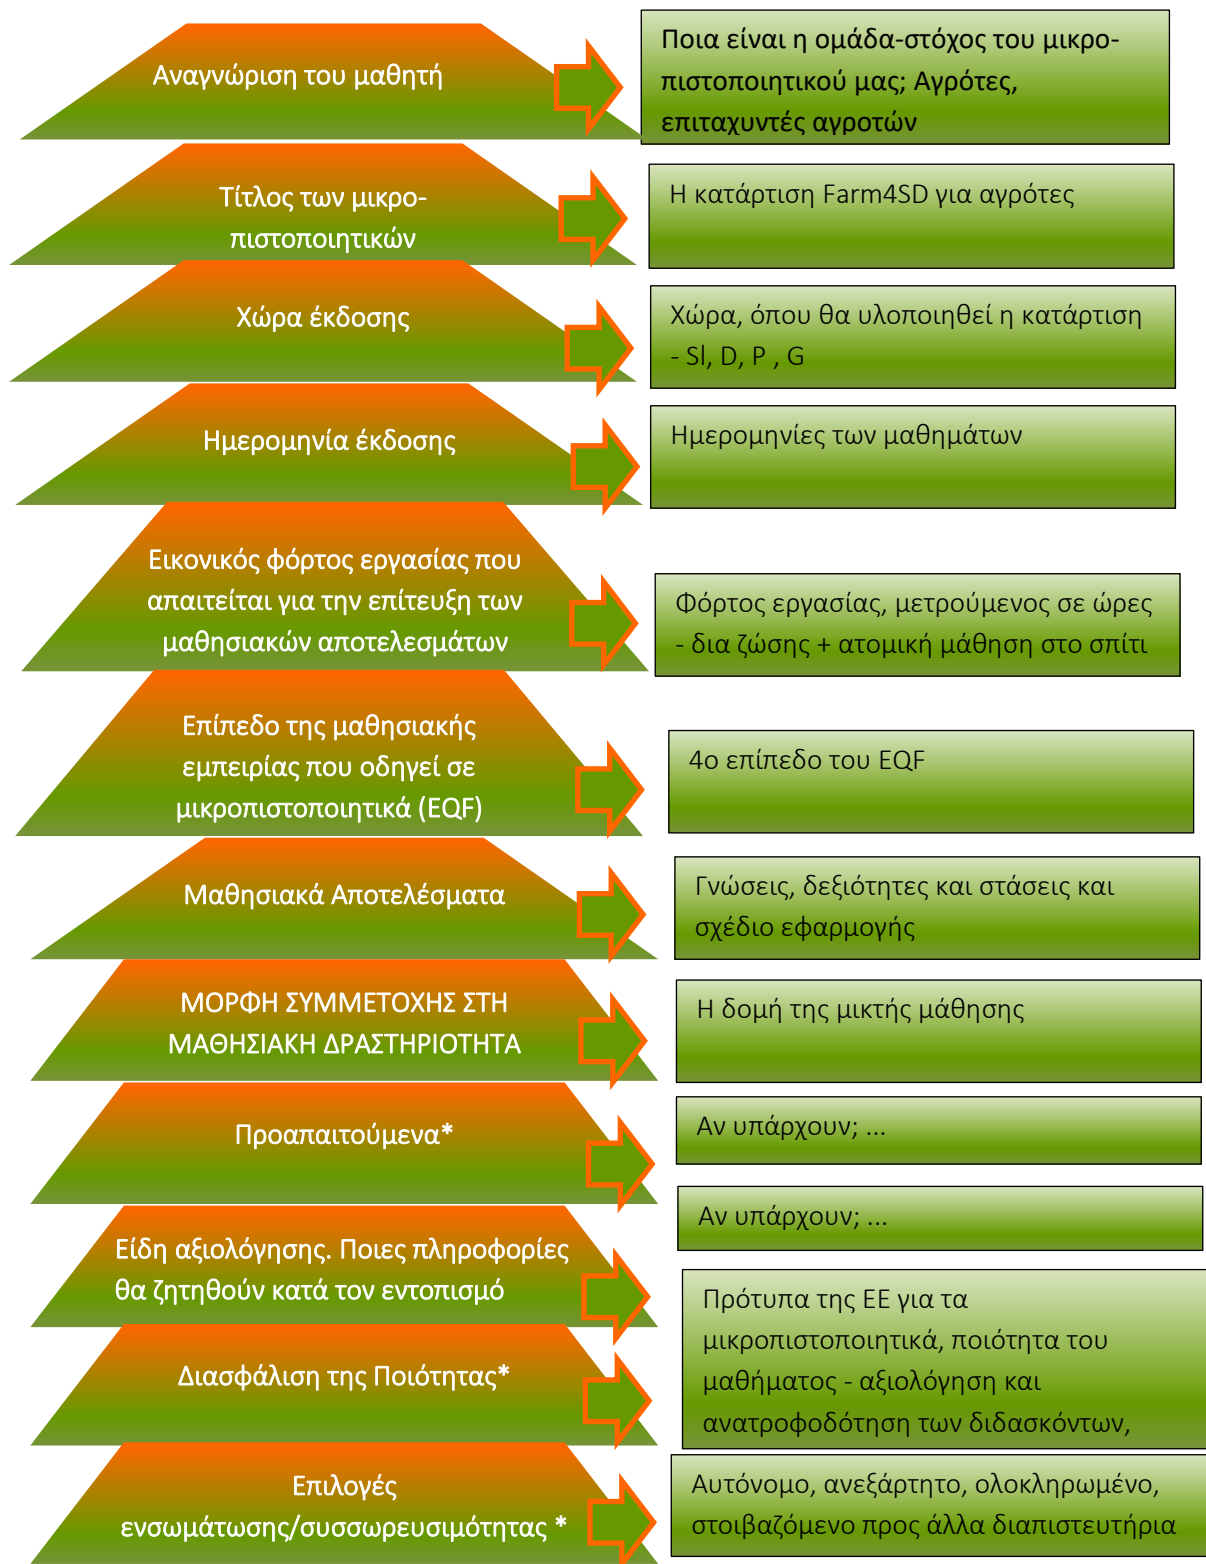 Αναγνώριση του μαθητή
Ποια είναι η ομάδα-στόχος του μικρο-
πιστοποιητικού μας; Αγρότες,
επιταχυντές αγροτών
Τίτλος των μικρο-
πιστοποιητικών
Η κατάρτιση Farm4SD για αγρότες
Χώρα έκδοσης
Χώρα, όπου θα υλοποιηθεί η κατάρτιση
- Sl, D, P , G
Ημερομηνία έκδοσης
Ημερομηνίες των μαθημάτων
Εικονικός φόρτος εργασίας που
απαιτείται για την επίτευξη των
μαθησιακών αποτελεσμάτων
Φόρτος εργασίας, μετρούμενος σε ώρες
- δια ζώσης + ατομική μάθηση στο σπίτι
Επίπεδο της μαθησιακής
εμπειρίας που οδηγεί σε
μικροπιστοποιητικά (EQF)
4ο επίπεδο του EQF
Μαθησιακά Αποτελέσματα
Γνώσεις, δεξιότητες και στάσεις και
σχέδιο εφαρμογής
ΜΟΡΦΗ ΣΥΜΜΕΤΟΧΗΣ ΣΤΗ
ΜΑΘΗΣΙΑΚΗ ΔΡΑΣΤΗΡΙΟΤΗΤΑ
Η δομή της μικτής μάθησης
Προαπαιτούμενα*
Αν υπάρχουν; ...
Είδη αξιολόγησης. Ποιες πληροφορίες
θα ζητηθούν κατά τον εντοπισμό
Αν υπάρχουν; ...
Διασφάλιση της Ποιότητας*
Πρότυπα της ΕΕ για τα
μικροπιστοποιητικά, ποιότητα του
μαθήματος - αξιολόγηση και
ανατροφοδότηση των διδασκόντων,
Επιλογές
ενσωμάτωσης/συσσωρευσιμότητας *
Αυτόνομο, ανεξάρτητο, ολοκληρωμένο,
στοιβαζόμενο προς άλλα διαπιστευτήρια